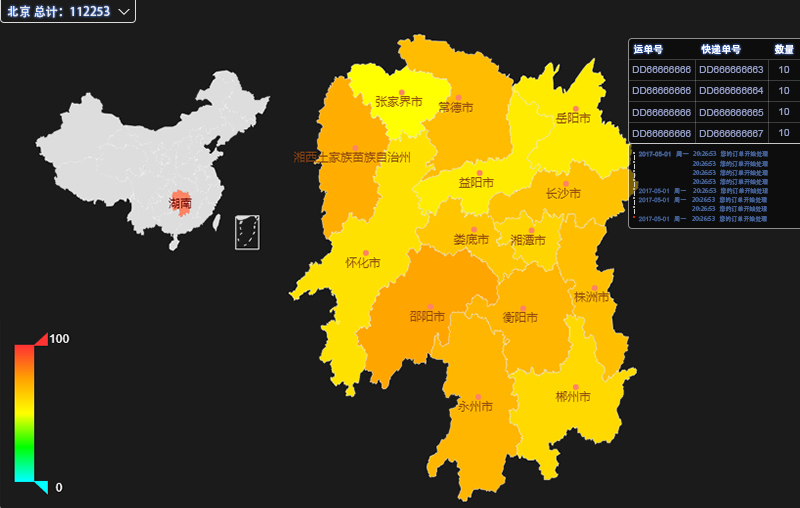 北京 总计：112253
运单号 快递单号 数量
DD66666666 DD666666663 10
DD66666666 DD666666664 10
DD66666666 DD666666665 10
DD66666666 DD666666667 10
2017-05-01 周一 20:26:53 您的订单开始处理
20:26:53 您的订单开始处理
20:26:53 您的订单开始处理
20:26:53 您的订单开始处理
2017-05-01 周一 20:26:53 您的订单开始处理
2017-05-01 周一 20:26:53 您的订单开始处理
20:26:53 您的订单开始处理
2017-05-01 周一 20:26:53 您的订单开始处理
湖南
张家界市
常德市
岳阳市
湘西土家族苗族自治州
益阳市
长沙市
娄底市
湘潭市
怀化市
株洲市
邵阳市
衡阳市
永州市
郴州市
100
0